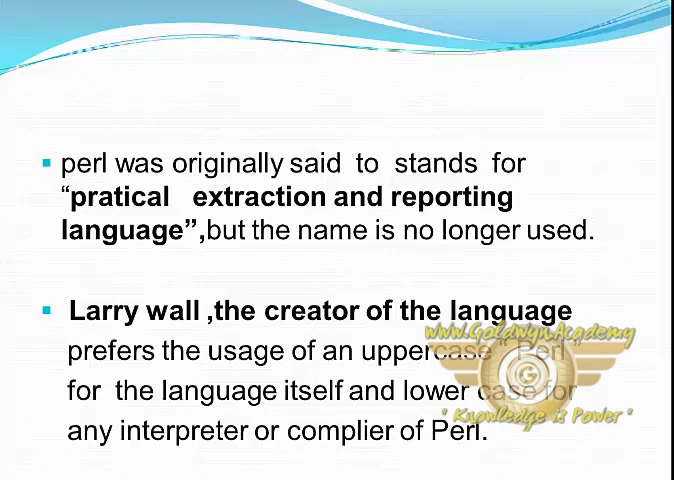 perl was originally said to stands for
“pratical extraction and reporting
language”,but the name is no longer used.
Larry wall ,the creator of the language
prefers the usage of an uppercase “ Perl ”
for the language itself and lower case for
any interpreter or complier of Perl.
www.GoldwynAcademy
G
" Knowledge is Power "